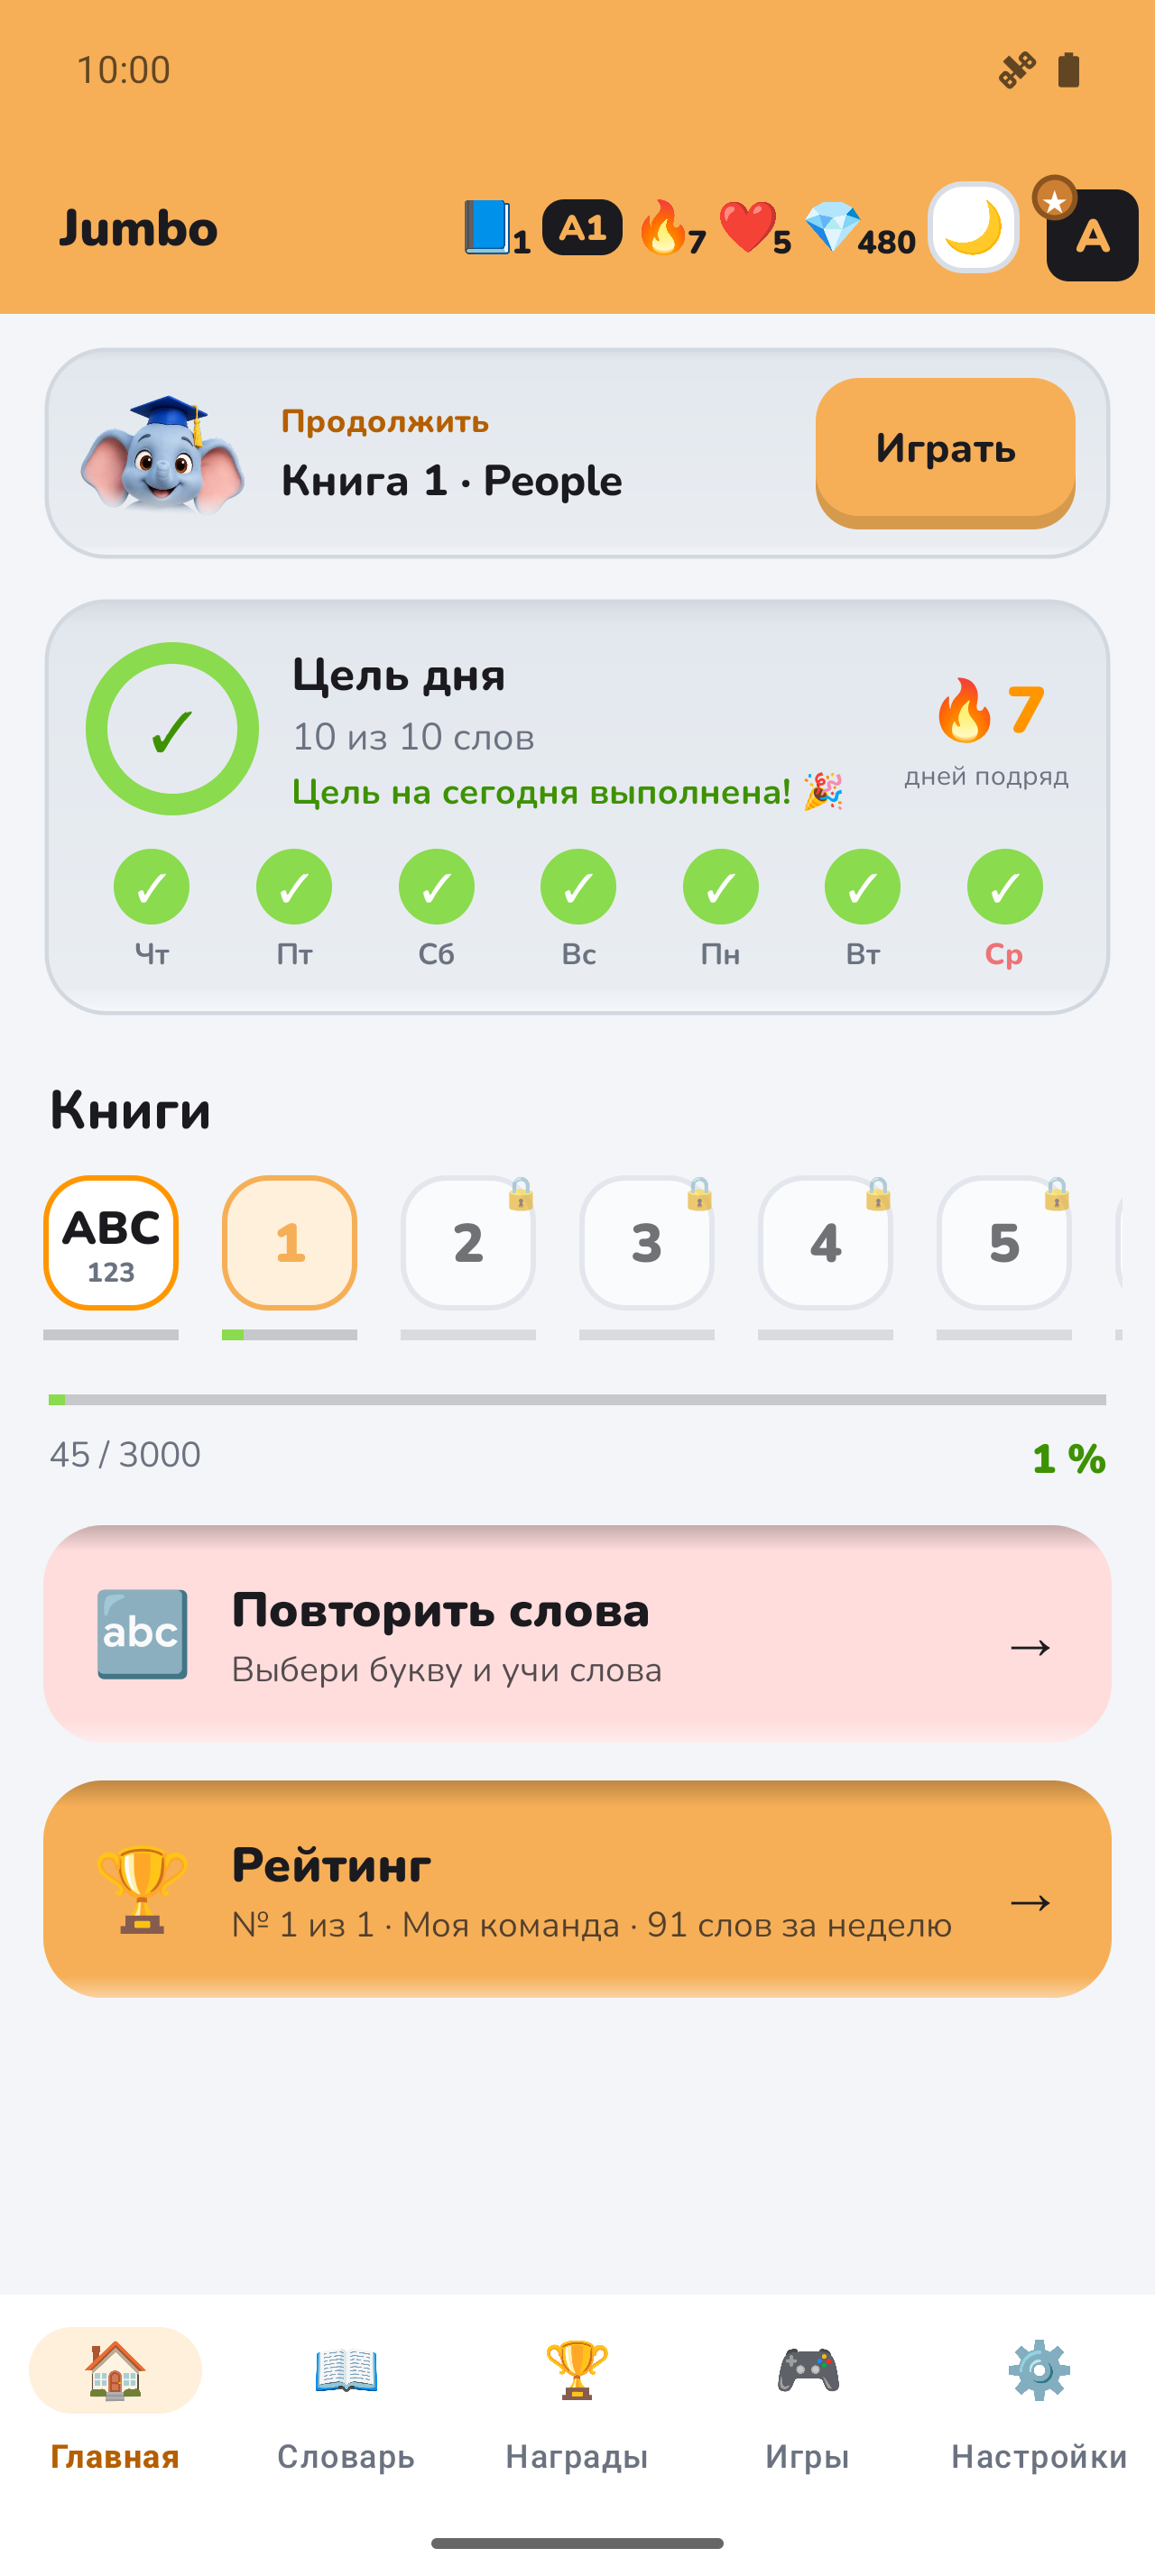 10:00
Jumbo
1
A1
7
5
480
A
Продолжить
Книга 1 · People
Играть
Цель дня
10 из 10 слов
Цель на сегодня выполнена!
7
дней подряд
Чт
Пт
Сб
Вс
Пн
Вт
Ср
Книги
ABC
123
1
2
3
4
5
45 / 3000
1 %
abc
Повторить слова
Выбери букву и учи слова
→
Рейтинг
№ 1 из 1 · Моя команда · 91 слов за неделю
→
Главная
Словарь
Награды
Игры
Настройки